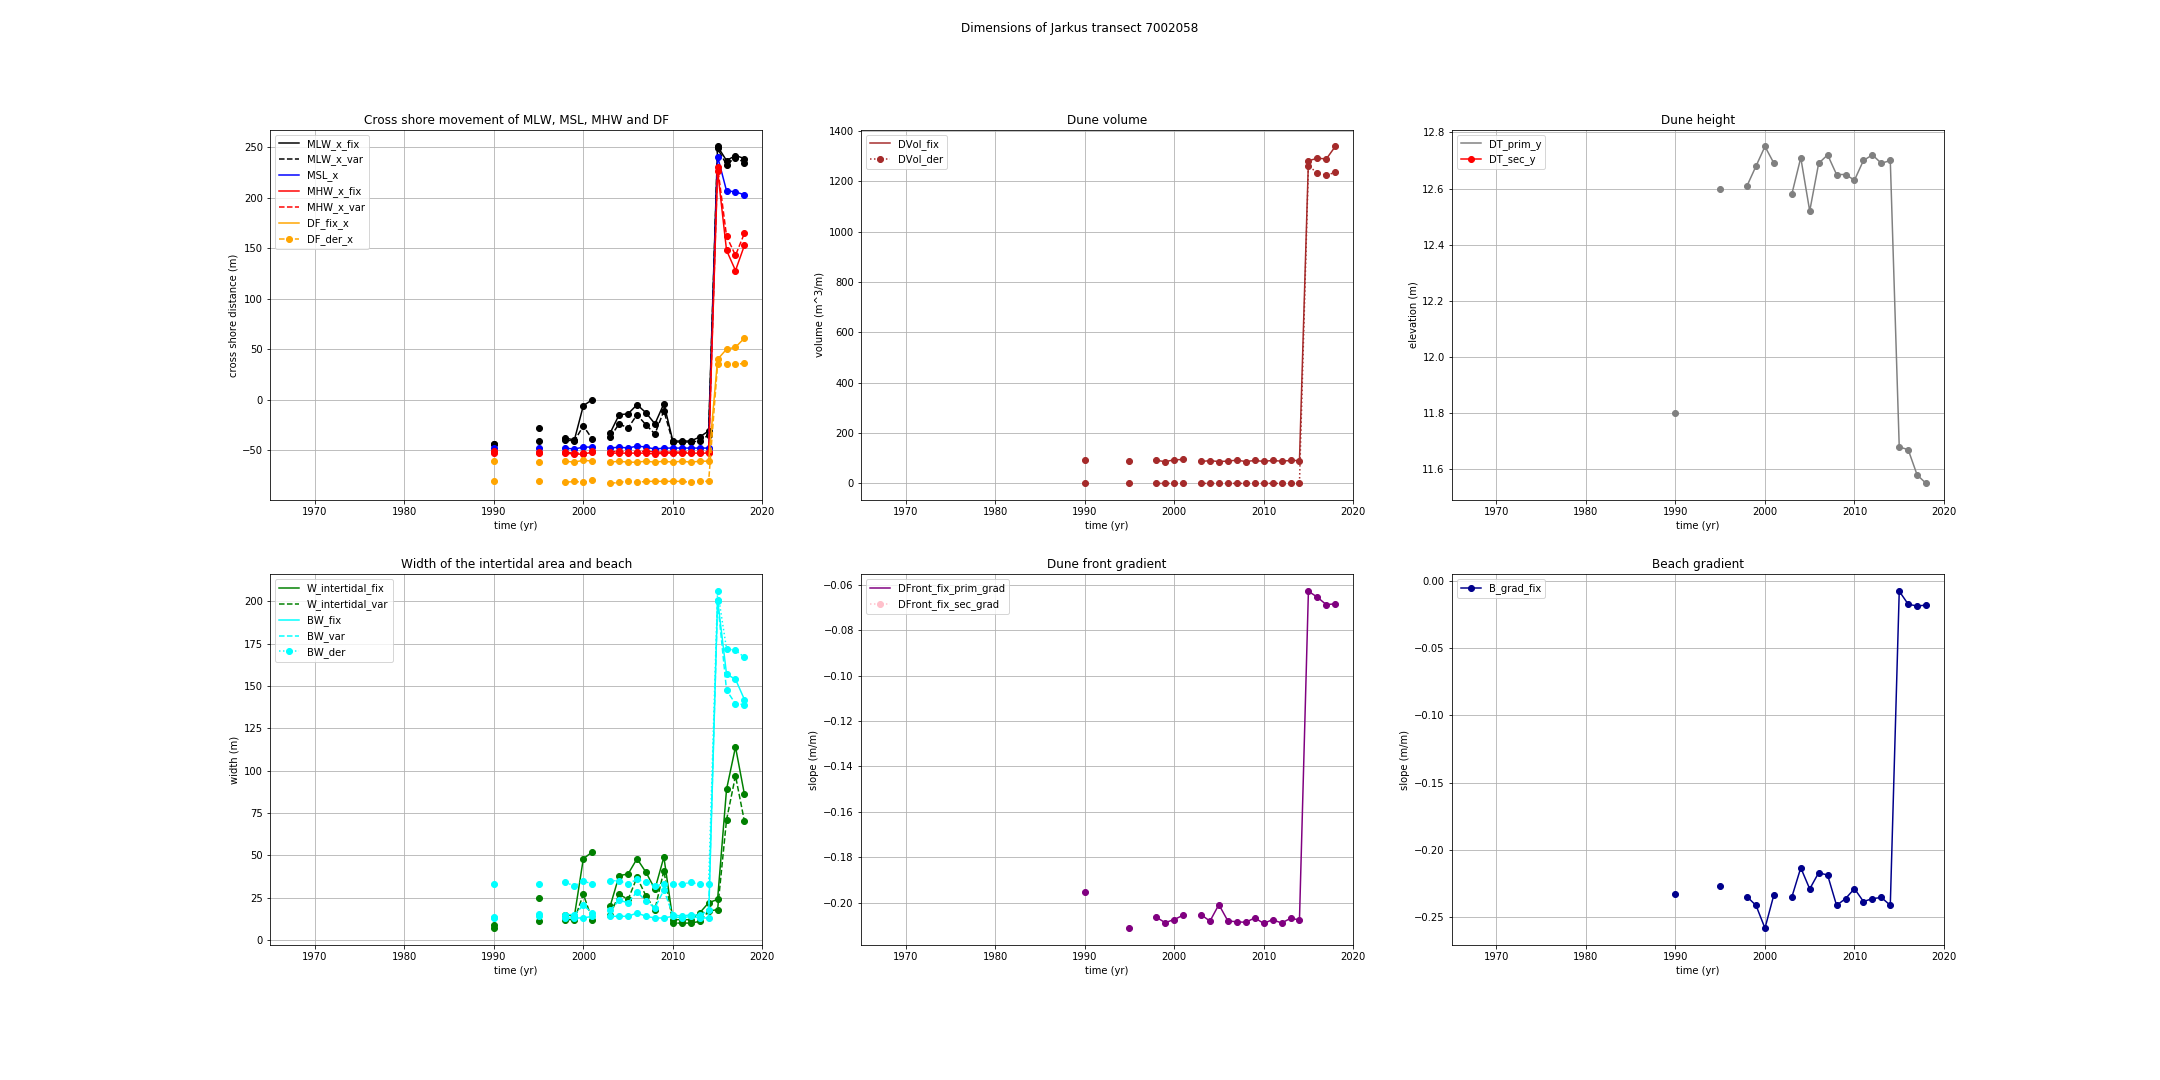 Dimensions of Jarkus transect 7002058
Cross shore movement of MLW, MSL, MHW and DF
MLW_x_fix
MLW_x_var
MSL_x
MHW_x_fix
MHW_x_var
DF_fix_x
DF_der_x
250
200
150
100
50
0
−50
cross shore distance (m)
1970 1980 1990 2000 2010 2020
time (yr)
Dune volume
DVol_fix
DVol_der
1400
1200
1000
800
600
400
200
0
volume (m^3/m)
1970 1980 1990 2000 2010 2020
time (yr)
Dune height
DT_prim_y
DT_sec_y
12.8
12.6
12.4
12.2
12.0
11.8
11.6
elevation (m)
1970 1980 1990 2000 2010 2020
time (yr)
Width of the intertidal area and beach
W_intertidal_fix
W_intertidal_var
BW_fix
BW_var
BW_der
200
175
150
125
100
75
50
25
0
width (m)
1970 1980 1990 2000 2010 2020
time (yr)
Dune front gradient
DFront_fix_prim_grad
DFront_fix_sec_grad
−0.06
−0.08
−0.10
−0.12
−0.14
−0.16
−0.18
−0.20
slope (m/m)
1970 1980 1990 2000 2010 2020
time (yr)
Beach gradient
B_grad_fix
0.00
−0.05
−0.10
−0.15
−0.20
−0.25
slope (m/m)
1970 1980 1990 2000 2010 2020
time (yr)